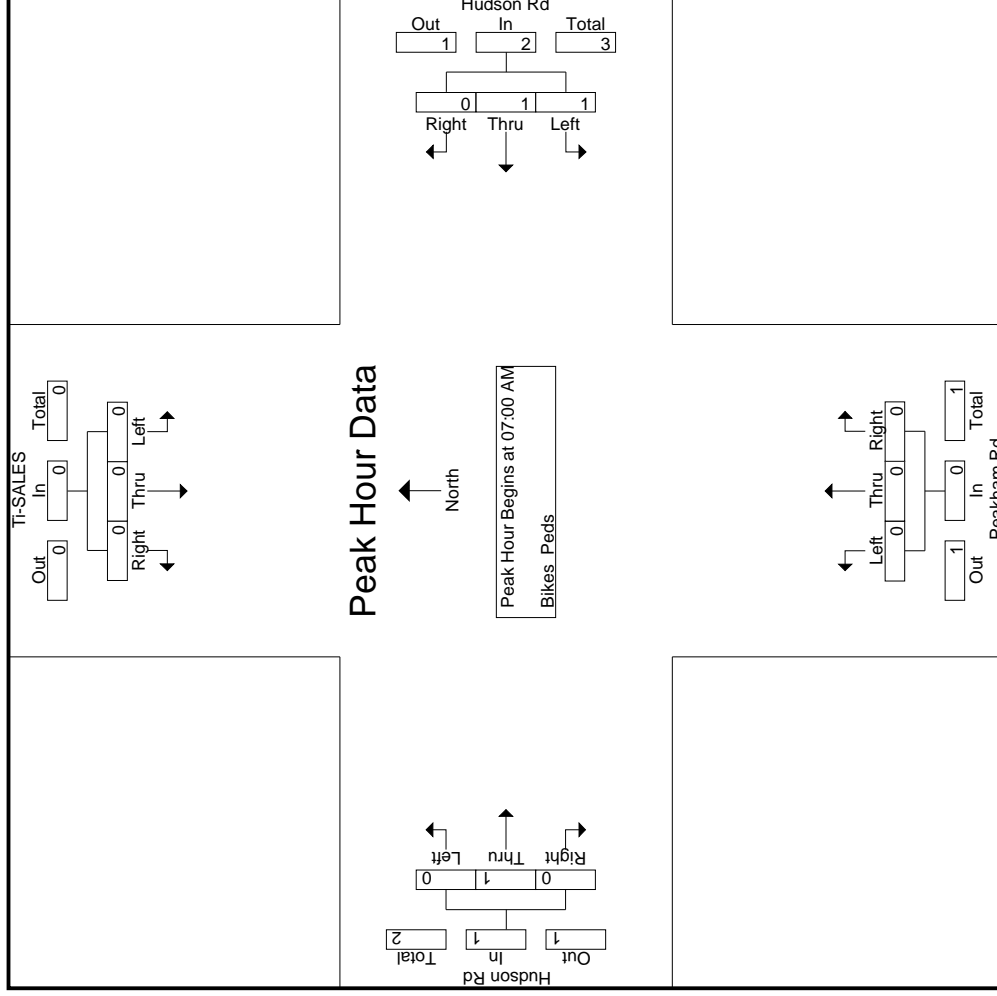 Hudson Rd
Out In Total
1 2 3
0 1 1
Right Thru Left
Ti-SALES
Out In Total
0 0 0
0 0 0
Right Thru Left
Peak Hour Data
North
Peak Hour Begins at 07:00 AM
Bikes Peds
Left Thru Right
0 0 0
1 0 1
Out In Total
Peakham Rd
Left Thru Right
0 1 0
2 1 1
Total In Out
Hudson Rd